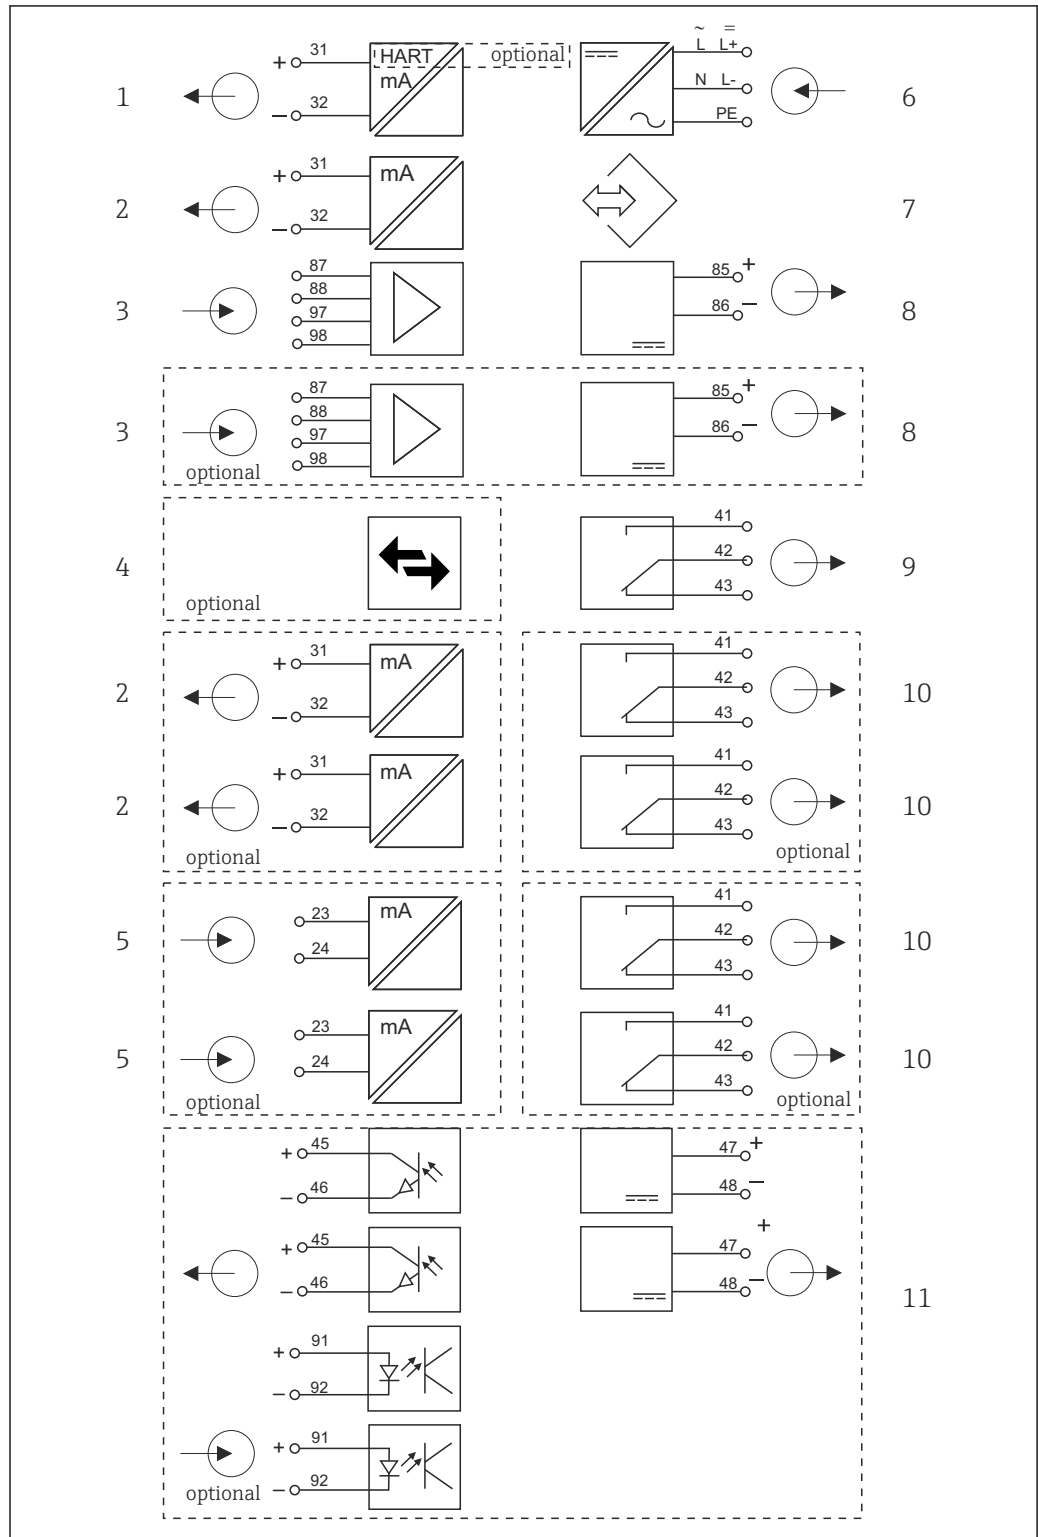 ~ =
+ 31 HART optional L L+
1 mA N L- 6
− 32 PE
+ 31 mA
2 7
− 32
87 85 +
88
3 97 86 − 8
98
87 85 +
88
3 97 86 − 8
98
optional
41
4 42 9
optional 43
+ 31 mA 41
2 42 10
− 32 43
+ 31 mA 41
2 42 10
− 32 43
optional optional
23 mA 41
5 24 42 10
43
23 mA 41
5 24 42 10
43
optional optional
+ 45 47 +
− 46 48 −
+ 45 47 +
− 46 48 −
11
+ 91
− 92
+ 91
optional − 92